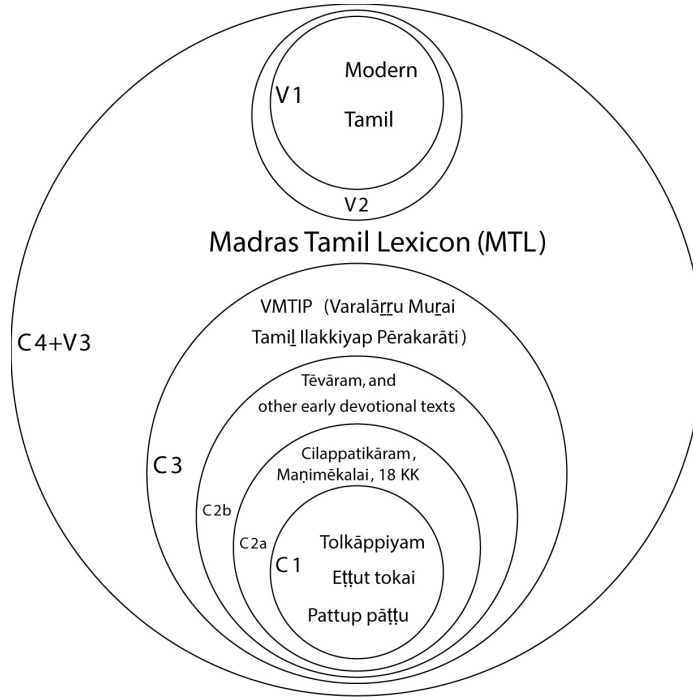 Modern
V1
Tamil
V2
Madras Tamil Lexicon (MTL)
VMTIP (Varalāṟṟu Muṟai
Tamiḻ Ilakkiyap Pērakarāti)
C4+V3
Tēvāram, and
other early devotional texts
Cilappatikāram,
C3
Maṇimēkalai, 18 KK
C2b
C2a
Tolkāppiyam
C1
Eṭṭut tokai
Pattup pāṭṭu